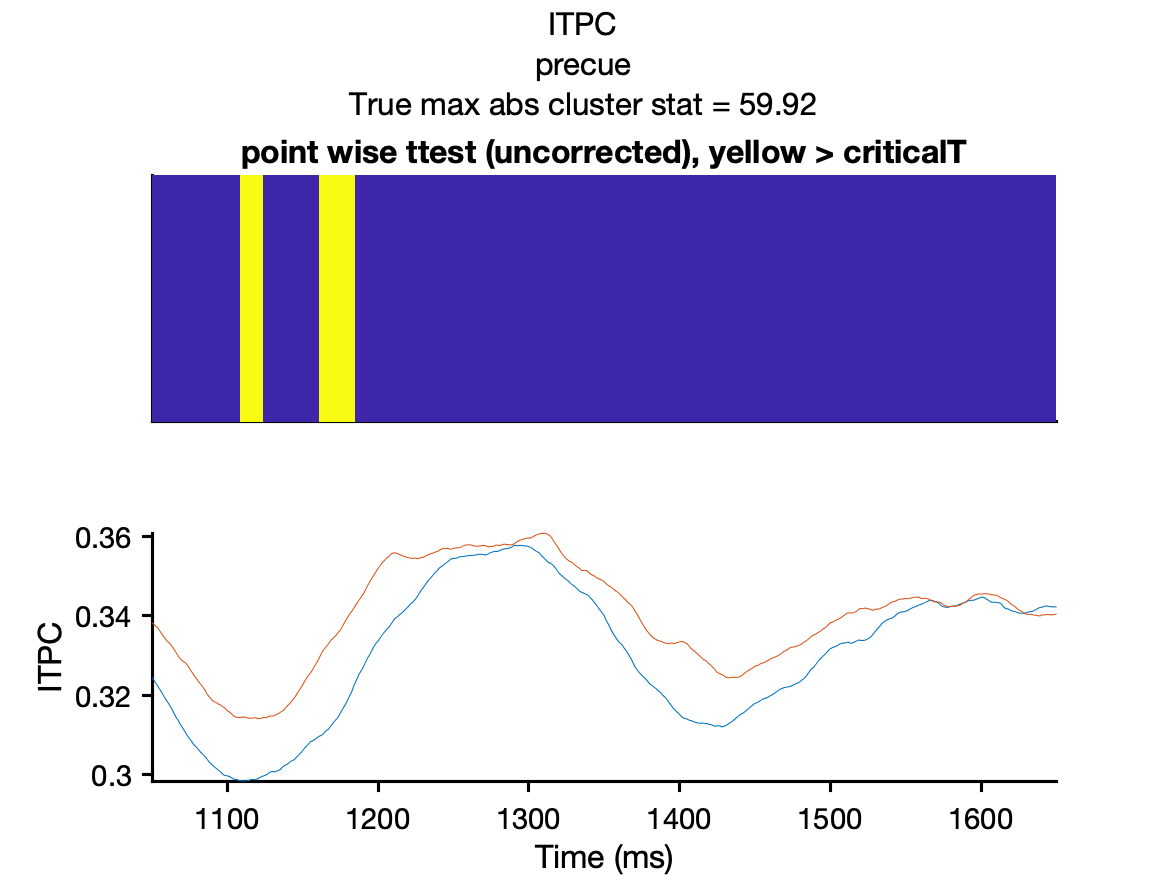 ITPC
precue
True max abs cluster stat = 59.92
point wise ttest (uncorrected), yellow > criticalT
0.36
0.34
0.32
0.3
ITPC
1100 1200 1300 1400 1500 1600
Time (ms)